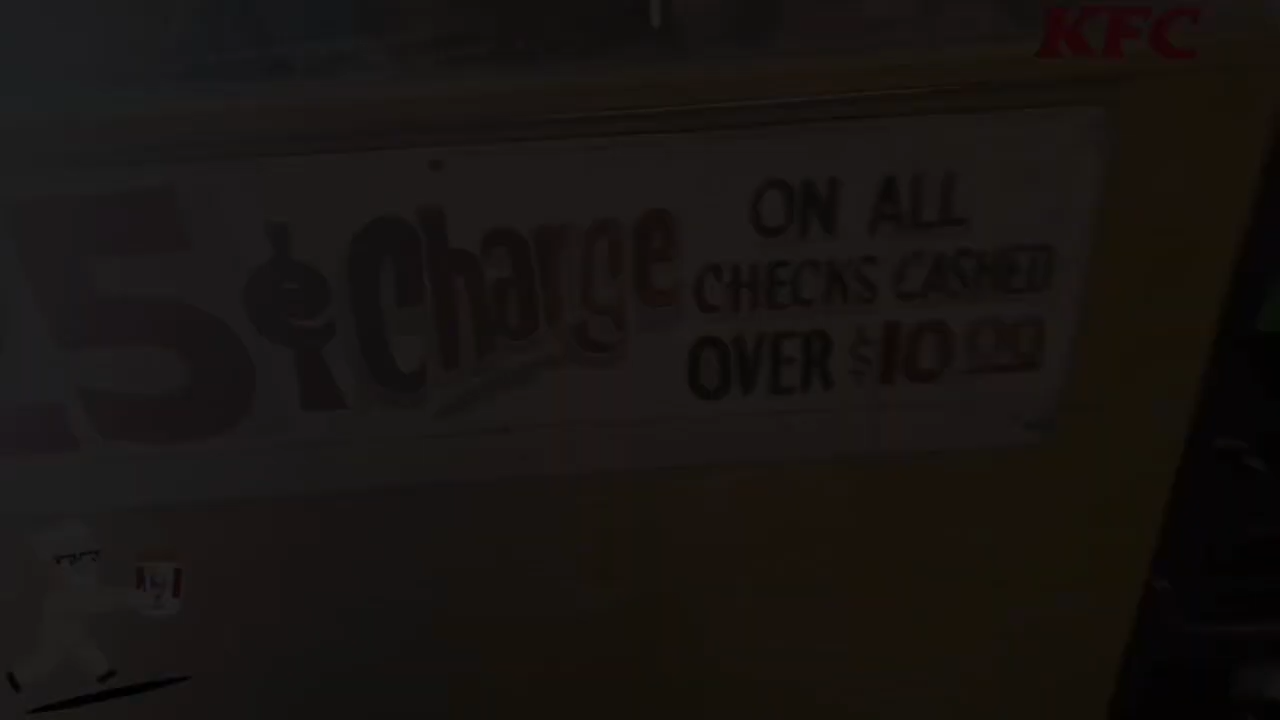 KFC
5¢ Charge
ON ALL
CHECKS CASHED
OVER $10.00